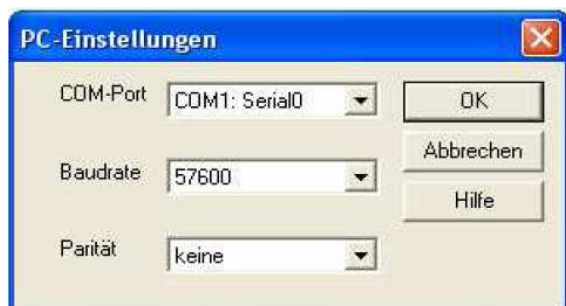 PC-Einstellungen
COM-Port
COM1: Serial0
OK
Abbrechen
Baudrate
57600
Hilfe
Parität
keine